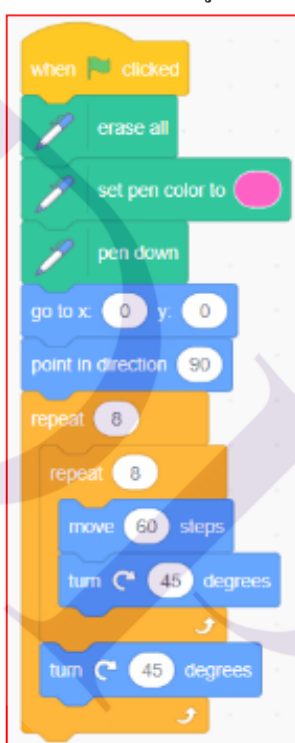 when clicked
erase all
set pen color to
pen down
go to x: 0 y: 0
point in direction 90
repeat 8
repeat 8
move 60 steps
turn 45 degrees
turn 45 degrees